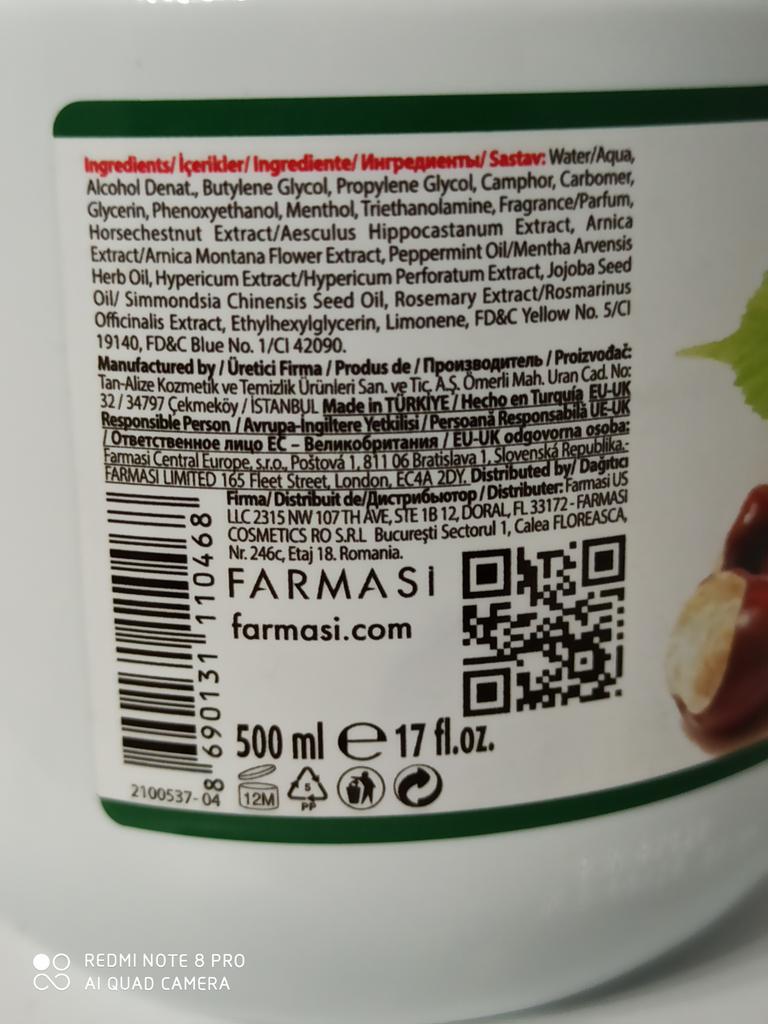 Ingredients/ İçerikler/ Ingrediente/ Ингредиенты/ Sastav: Water/Aqua,
Alcohol Denat., Butylene Glycol, Propylene Glycol, Camphor, Carbomer,
Glycerin, Phenoxyethanol, Menthol, Triethanolamine, Fragrance/Parfum,
Horsechestnut Extract/Aesculus Hippocastanum Extract, Arnica
Extract/Arnica Montana Flower Extract, Peppermint Oil/Mentha Arvensis
Herb Oil, Hypericum Extract/Hypericum Perforatum Extract, Jojoba Seed
Oil/ Simmondsia Chinensis Seed Oil, Rosemary Extract/Rosmarinus
Officinalis Extract, Ethylhexylglycerin, Limonene, FD&C Yellow No. 5/CI
19140, FD&C Blue No. 1/CI 42090.
Manufactured by / Üretici Firma / Produs de / Производитель / Proizvođač:
Tan-Alize Kozmetik ve Temizlik Ürünleri San. ve Tic. A.Ş. Ömerli Mah. Uran Cad. No:
32 / 34797 Çekmeköy / İSTANBUL Made in TÜRKİYE / Hecho en Turquía EU-UK
Responsible Person / Avrupa-İngiltere Yetkilisi / Persoană Responsabilă UE-UK
/ Ответственное лицо ЕС – Великобритания / EU-UK odgovorna osoba:
Farmasi Central Europe, s.r.o., Poštová 1, 811 06 Bratislava 1, Slovenská Republika.-
FARMASI LIMITED 165 Fleet Street, London, EC4A 2DY. Distributed by/ Dağıtıcı
Firma/ Distribuit de/Дистрибьютор / Distributer: Farmasi US
LLC 2315 NW 107 TH AVE, STE 1B 12, DORAL, FL 33172 - FARMASI
COSMETICS RO S.R.L Bucureşti Sectorul 1, Calea FLOREASCA,
Nr. 246c, Etaj 18. Romania.
FARMASİ
farmasi.com
8 690131 110468
500 ml e 17 fl.oz.
2100537-04
12M
5
PP
REDMI NOTE 8 PRO
AI QUAD CAMERA